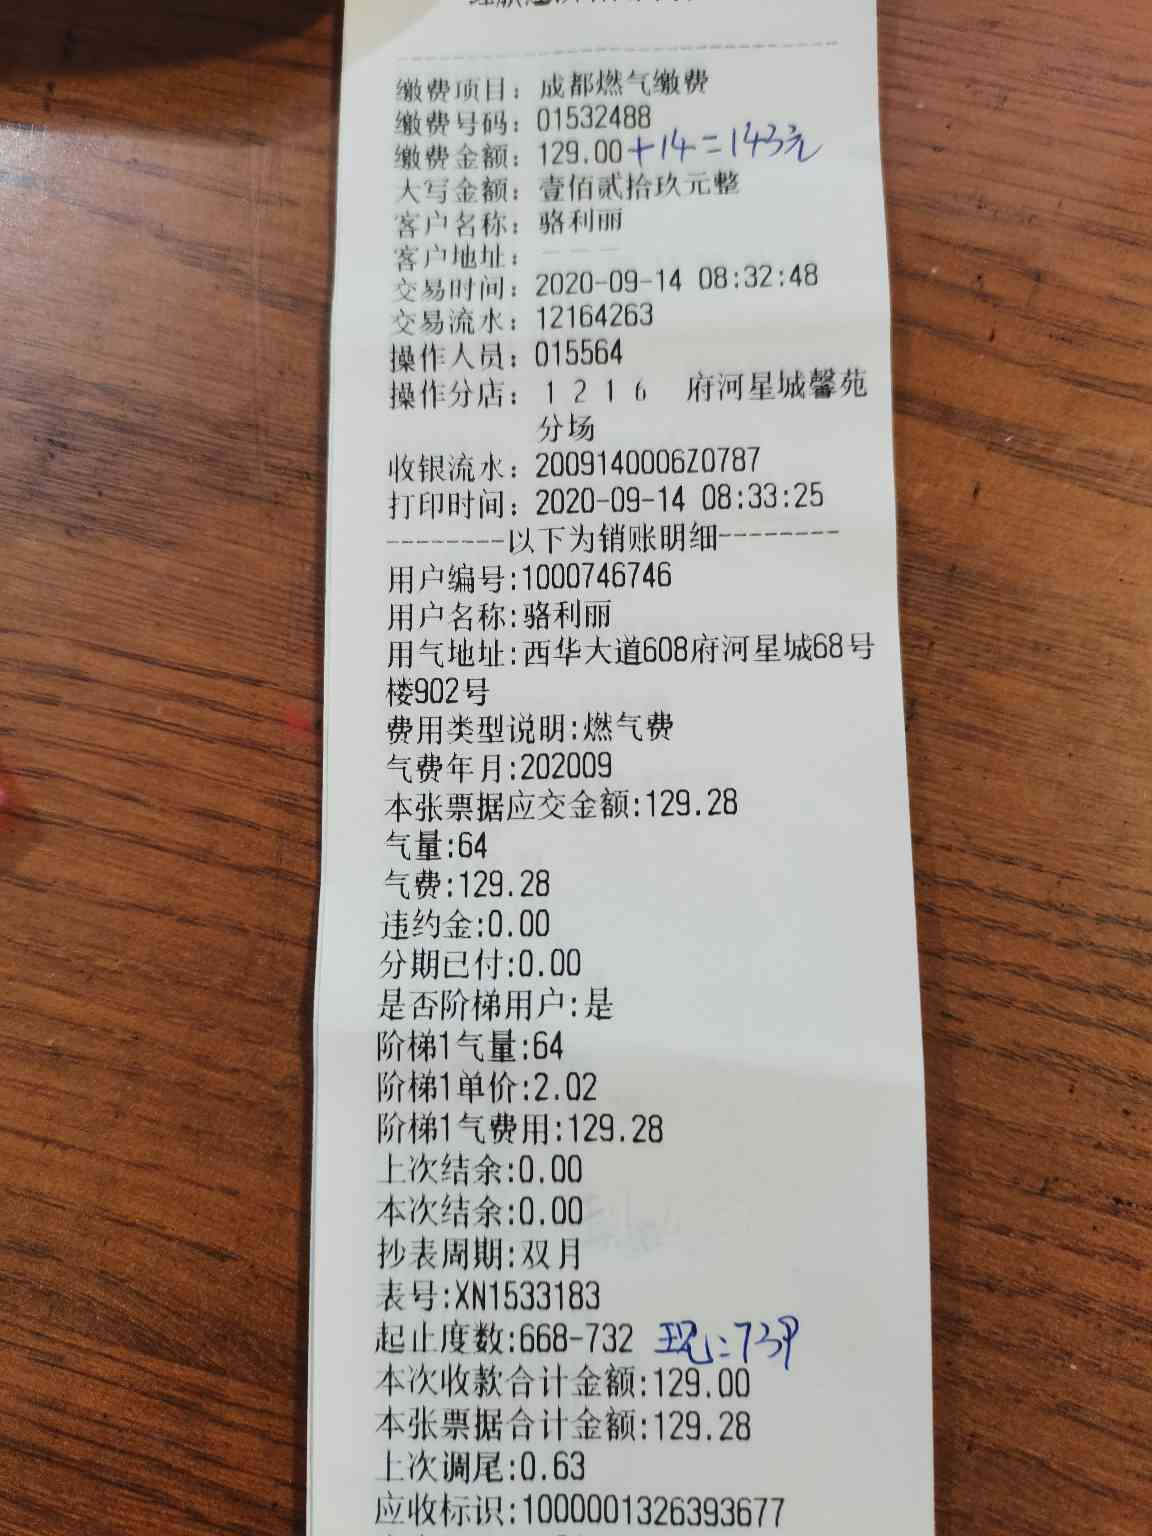 缴费项目：成都燃气缴费
缴费号码：01532488
缴费金额：129.00+14=143元
大写金额：壹佰贰拾玖元整
客户名称：骆利丽
客户地址：---
交易时间：2020-09-14 08:32:48
交易流水：12164263
操作人员：015564
操作分店：1216 府河星城馨苑
分场
收银流水：2009140006Z0787
打印时间：2020-09-14 08:33:25
--------以下为销账明细--------
用户编号:1000746746
用户名称:骆利丽
用气地址:西华大道608府河星城68号
楼902号
费用类型说明:燃气费
气费年月:202009
本张票据应交金额:129.28
气量:64
气费:129.28
违约金:0.00
分期已付:0.00
是否阶梯用户:是
阶梯1气量:64
阶梯1单价:2.02
阶梯1气费用:129.28
上次结余:0.00
本次结余:0.00
抄表周期:双月
表号:XN1533183
起止度数:668-732 现:739
本次收款合计金额:129.00
本张票据合计金额:129.28
上次调尾:0.63
应收标识:1000001326393677